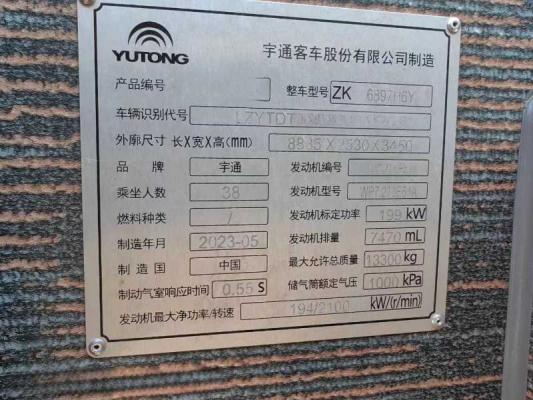 YUTONG
宇通客车股份有限公司制造
产品编号
整车型号 ZK 6897H6Y
车辆识别代号 LZYTDT
外廓尺寸 长X宽X高(mm) 8985 X 2530 X 3450
品牌 宇通 发动机编号
乘坐人数 38 发动机型号
燃料种类 / 发动机标定功率 199 kW
制造年月 2023-05 发动机排量 7470 mL
制造国 中国 最大允许总质量 13300 kg
制动气室响应时间 0.55 S 储气筒额定气压 1000 kPa
发动机最大净功率/转速 194/2100 kW/(r/min)